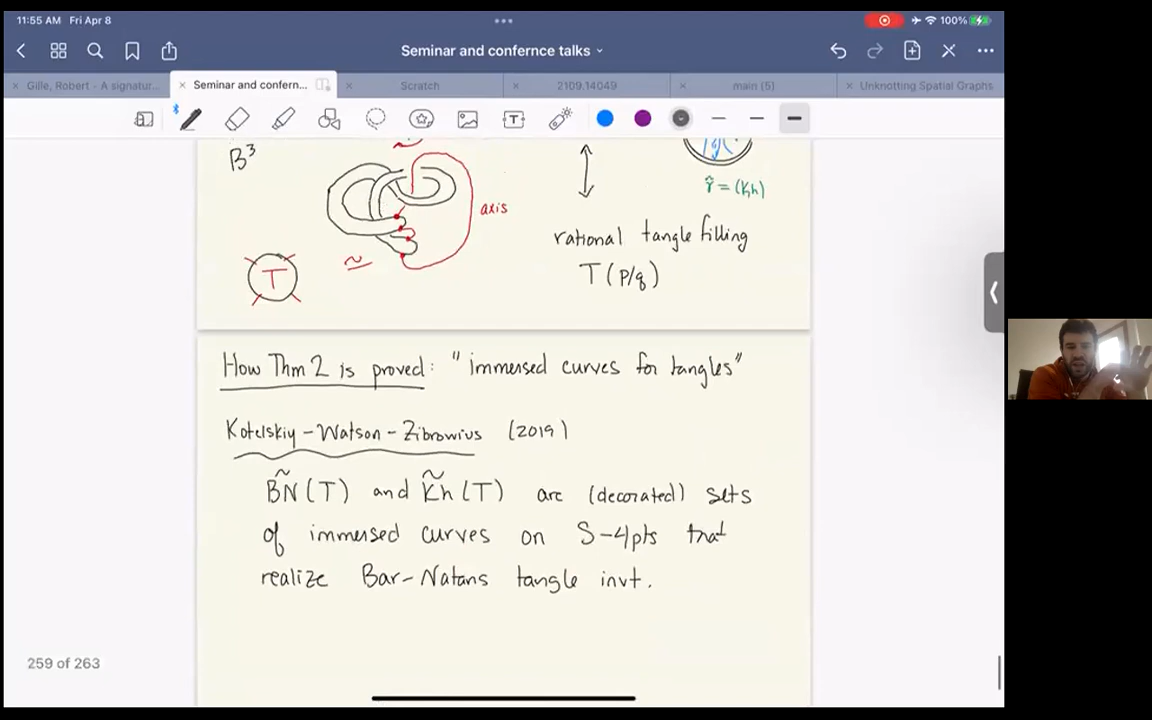 11:55 AM Fri Apr 8
100%
Seminar and confernce talks
Gille, Robert - A signatur...
Seminar and confern...
Scratch
2109.14049
main (5)
Unknotting Spatial Graphs
B³
axis
≃
T
Υ̂ = (Kh)
rational tangle filling
T(p/q)
How Thm 2 is proved: "immersed curves for tangles"
Kotelskiy-Watson-Zibrowius (2019)
B̃N(T) and K̃h(T) are (decorated) sets
of immersed curves on S-4pts that
realize Bar-Natans tangle invt.
259 of 263